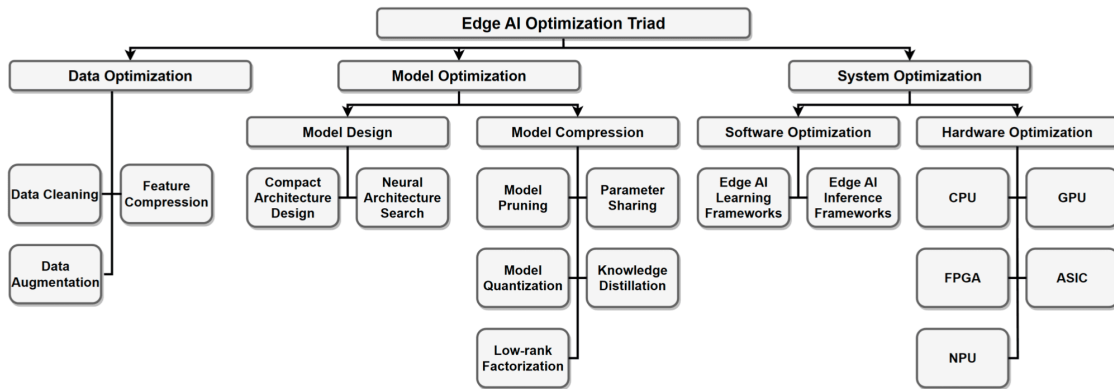 Edge AI Optimization Triad
Data Optimization
Model Optimization
System Optimization
Model Design
Model Compression
Software Optimization
Hardware Optimization
Data Cleaning
Feature
Compression
Data
Augmentation
Compact
Architecture
Design
Neural
Architecture
Search
Model
Pruning
Parameter
Sharing
Model
Quantization
Knowledge
Distillation
Low-rank
Factorization
Edge AI
Learning
Frameworks
Edge AI
Inference
Frameworks
CPU
GPU
FPGA
ASIC
NPU